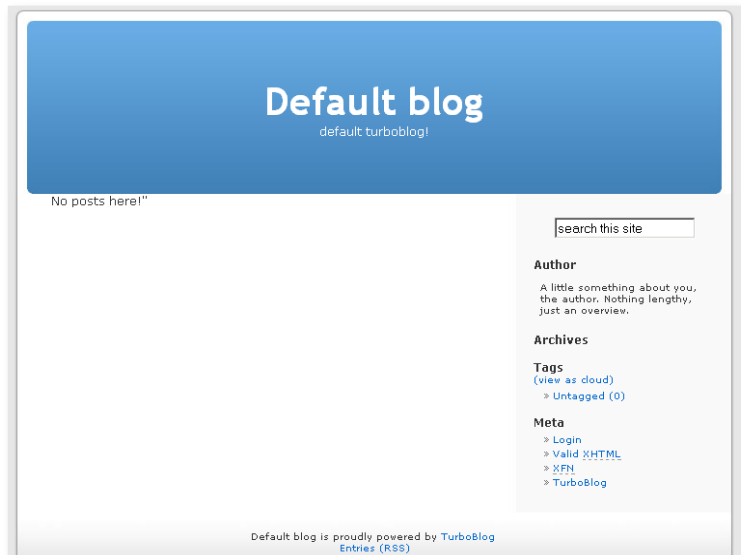 Default blog
default turboblog!
No posts here!"
search this site
Author
A little something about you,
the author. Nothing lengthy,
just an overview.
Archives
Tags
(view as cloud)
» Untagged (0)
Meta
» Login
» Valid XHTML
» XFN
» TurboBlog
Default blog is proudly powered by TurboBlog
Entries (RSS)